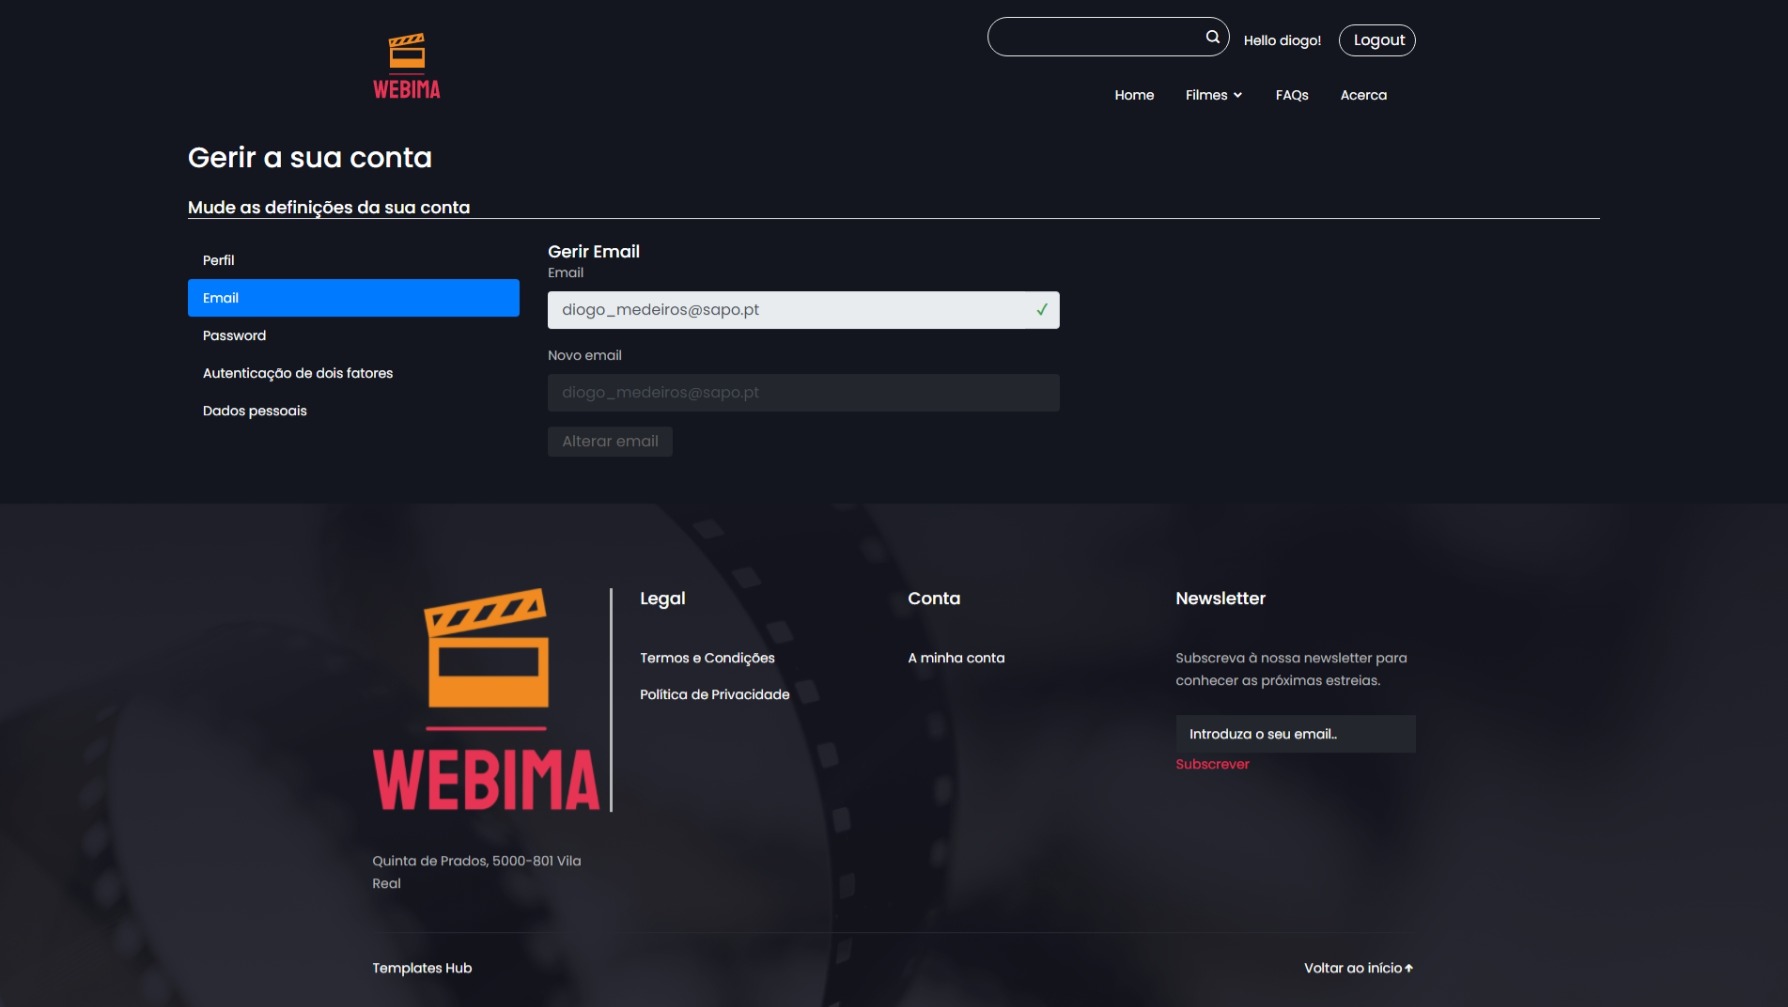 WEBIMA
Hello diogo!
Logout
Home
Filmes
FAQs
Acerca
Gerir a sua conta
Mude as definições da sua conta
Perfil
Email
Password
Autenticação de dois fatores
Dados pessoais
Gerir Email
Email
diogo_medeiros@sapo.pt
Novo email
diogo_medeiros@sapo.pt
Alterar email
WEBIMA
Quinta de Prados, 5000-801 Vila
Real
Legal
Termos e Condições
Política de Privacidade
Conta
A minha conta
Newsletter
Subscreva à nossa newsletter para
conhecer as próximas estreias.
Introduza o seu email..
Subscrever
Templates Hub
Voltar ao início